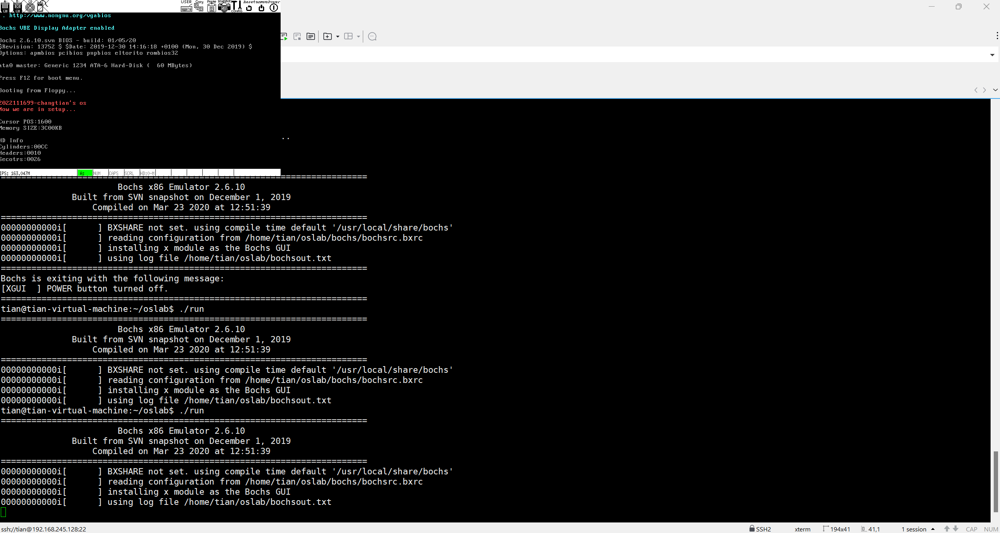 A: B: CD USER Copy Paste snapshot CONFIG Reset SUSPEND Power
. http://www.nongnu.org/vgabios
Bochs VBE Display Adapter enabled
Bochs 2.6.10.svn BIOS - build: 01/05/20
$Revision: 13752 $ $Date: 2019-12-30 14:16:18 +0100 (Mon, 30 Dec 2019) $
Options: apmbios pcibios pnpbios eltorito rombios32
ata0 master: Generic 1234 ATA-6 Hard-Disk (  60 MBytes)
Press F12 for boot menu.
Booting from Floppy...
2022111699-changtian's os
Now we are in setup...
Cursor POS:1600
Memory SIZE:3C00KB
HD Info
Cylinders:00CC
Headers:0010
Secotrs:0026
..
IPS: 163.047M A: NUM CAPS SCRL HD:0-M
========================================================================
Bochs x86 Emulator 2.6.10
Built from SVN snapshot on December 1, 2019
Compiled on Mar 23 2020 at 12:51:39
========================================================================
00000000000i[      ] BXSHARE not set. using compile time default '/usr/local/share/bochs'
00000000000i[      ] reading configuration from /home/tian/oslab/bochs/bochsrc.bxrc
00000000000i[      ] installing x module as the Bochs GUI
00000000000i[      ] using log file /home/tian/oslab/bochsout.txt
========================================================================
Bochs is exiting with the following message:
[XGUI  ] POWER button turned off.
========================================================================
tian@tian-virtual-machine:~/oslab$ ./run
========================================================================
Bochs x86 Emulator 2.6.10
Built from SVN snapshot on December 1, 2019
Compiled on Mar 23 2020 at 12:51:39
========================================================================
00000000000i[      ] BXSHARE not set. using compile time default '/usr/local/share/bochs'
00000000000i[      ] reading configuration from /home/tian/oslab/bochs/bochsrc.bxrc
00000000000i[      ] installing x module as the Bochs GUI
00000000000i[      ] using log file /home/tian/oslab/bochsout.txt
tian@tian-virtual-machine:~/oslab$ ./run
========================================================================
Bochs x86 Emulator 2.6.10
Built from SVN snapshot on December 1, 2019
Compiled on Mar 23 2020 at 12:51:39
========================================================================
00000000000i[      ] BXSHARE not set. using compile time default '/usr/local/share/bochs'
00000000000i[      ] reading configuration from /home/tian/oslab/bochs/bochsrc.bxrc
00000000000i[      ] installing x module as the Bochs GUI
00000000000i[      ] using log file /home/tian/oslab/bochsout.txt
ssh://tian@192.168.245.128:22 SSH2 xterm 194x41 41,1 1 session CAP NUM